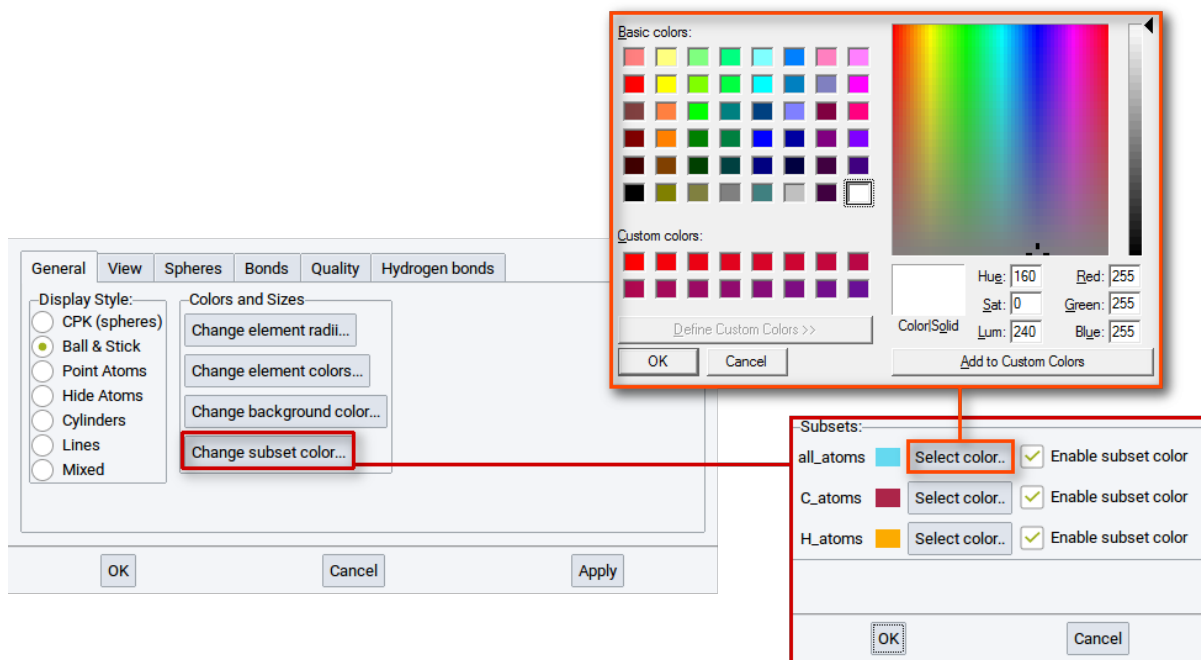 Basic colors:
Custom colors:
Define Custom Colors >>
OK Cancel
Color|Solid
Hue: 160 Red: 255
Sat: 0 Green: 255
Lum: 240 Blue: 255
Add to Custom Colors
General View Spheres Bonds Quality Hydrogen bonds
Display Style:
CPK (spheres)
Ball & Stick
Point Atoms
Hide Atoms
Cylinders
Lines
Mixed
Colors and Sizes
Change element radii...
Change element colors...
Change background color...
Change subset color...
OK Cancel Apply
Subsets:
all_atoms Select color.. Enable subset color
C_atoms Select color.. Enable subset color
H_atoms Select color.. Enable subset color
OK Cancel